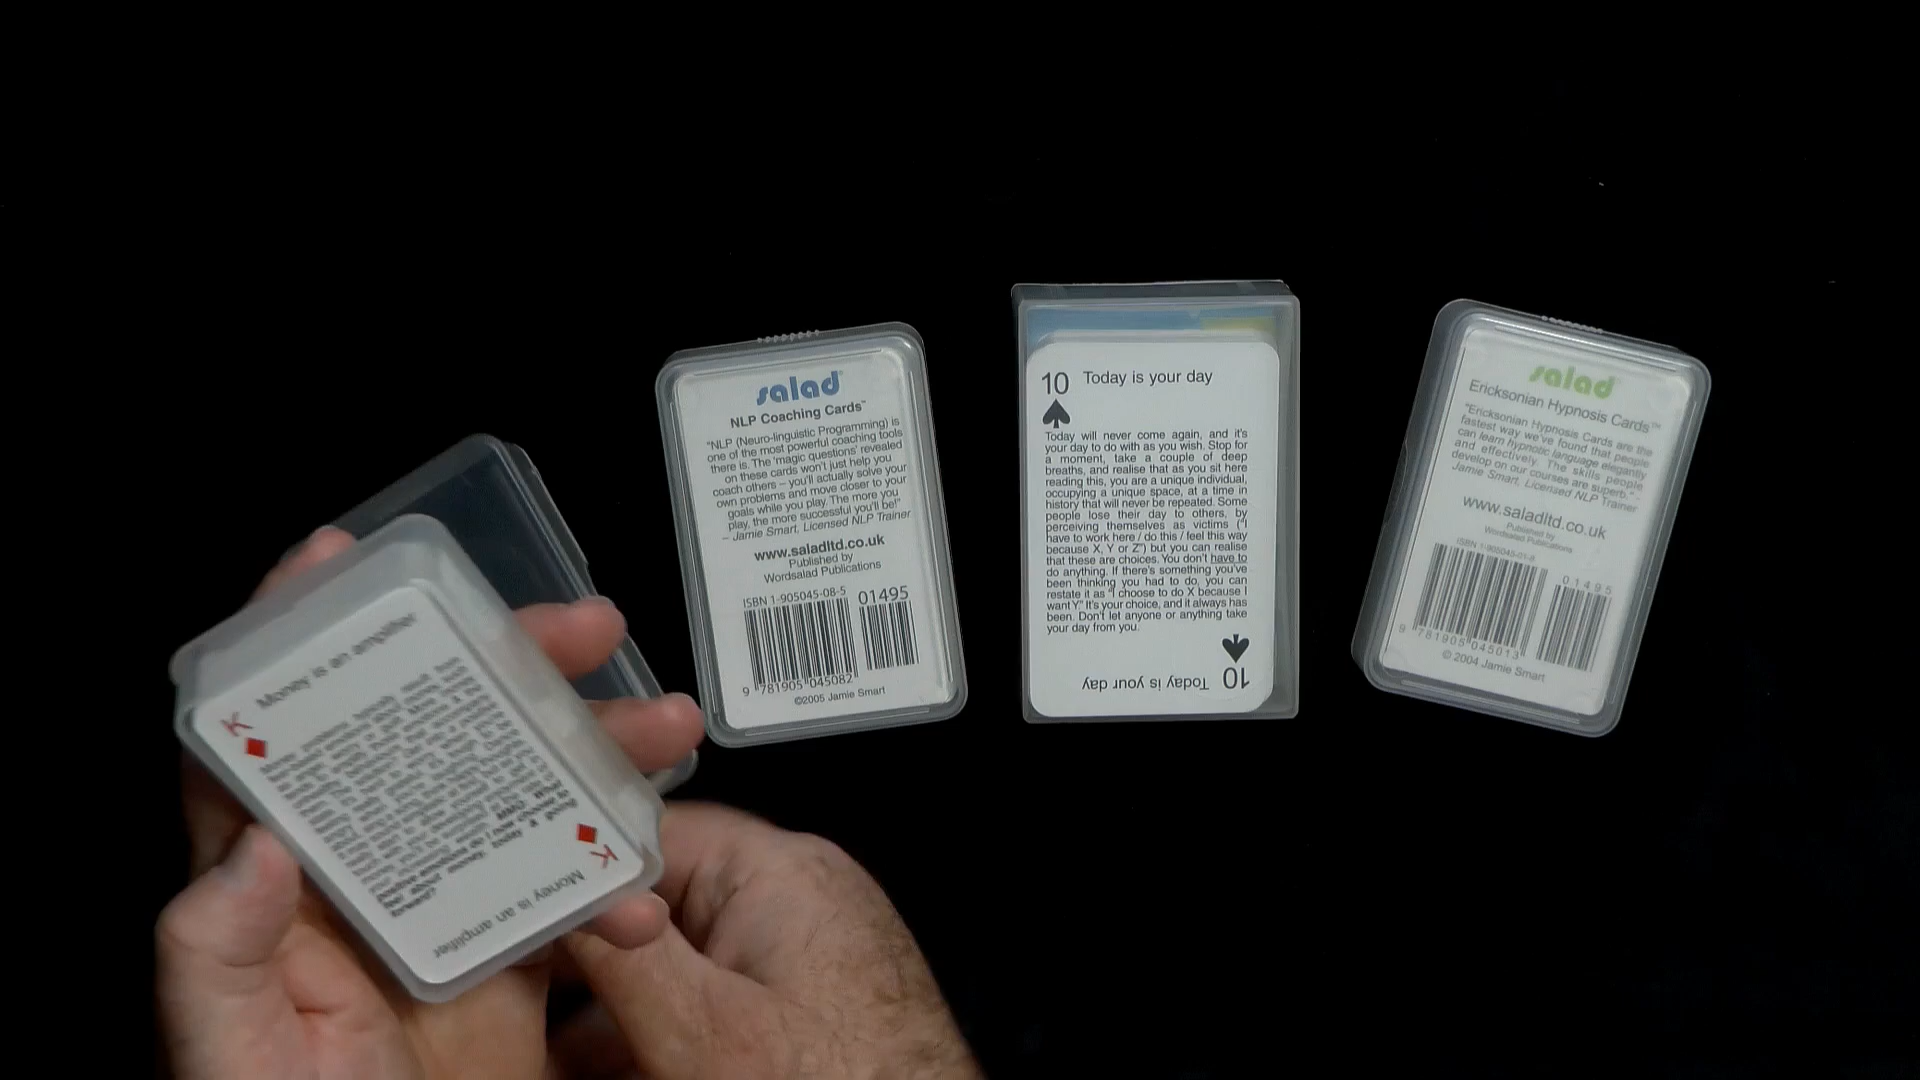 salad
NLP Coaching Cards™
"NLP (Neuro-linguistic Programming) is
one of the most powerful coaching tools
there is. The 'magic questions' revealed
on these cards won't just help you
coach others – you'll actually solve your
own problems and move closer to your
goals while you play. The more you
play, the more successful you'll be!"
– Jamie Smart, Licensed NLP Trainer
www.saladltd.co.uk
Published by
Wordsalad Publications
ISBN 1-905045-08-5 01495
9 781905 045082
©2005 Jamie Smart
10 Today is your day
Today will never come again, and it's
your day to do with as you wish. Stop for
a moment, take a couple of deep
breaths, and realise that as you sit here
reading this, you are a unique individual,
occupying a unique space, at a time in
history that will never be repeated. Some
people lose their day to others, by
perceiving themselves as victims ("I
have to work here / do this / feel this way
because X, Y or Z") but you can realise
that these are choices. You don't have to
do anything. If there's something you've
been thinking you had to do, you can
restate it as "I choose to do X because I
want Y." It's your choice, and it always has
been. Don't let anyone or anything take
your day from you.
10 Today is your day
salad
Ericksonian Hypnosis Cards™
"Ericksonian Hypnosis Cards are the
fastest way we've found that people
can learn hypnotic language elegantly
and effectively. The skills people
develop on our courses are superb." -
Jamie Smart, Licensed NLP Trainer
www.saladltd.co.uk
Published by
Wordsalad Publications
ISBN 1-905045-01-8
01495
9 781905 045013
© 2004 Jamie Smart
K Money is an amplifier
K Money is an amplifier